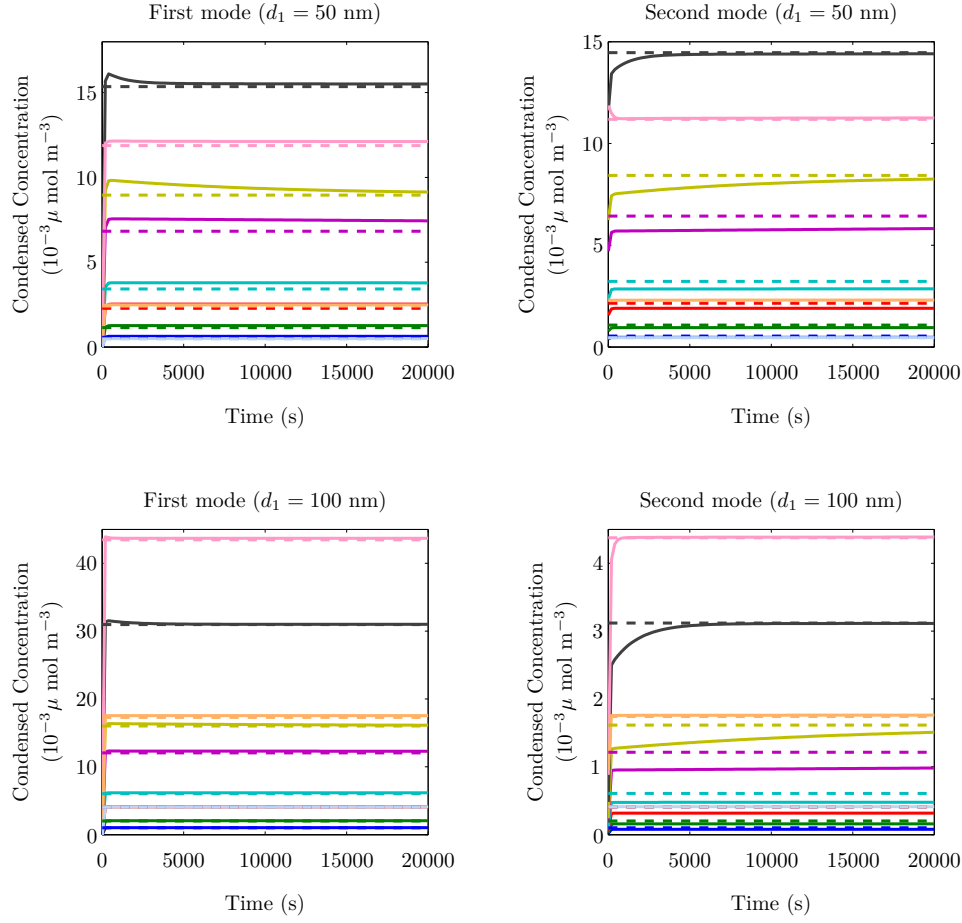 First mode (d₁ = 50 nm)
Condensed Concentration
(10⁻³μ mol m⁻³)
15
10
5
0
0 5000 10000 15000 20000
Time (s)
Second mode (d₁ = 50 nm)
Condensed Concentration
(10⁻³μ mol m⁻³)
15
10
5
0
0 5000 10000 15000 20000
Time (s)
First mode (d₁ = 100 nm)
Condensed Concentration
(10⁻³μ mol m⁻³)
40
30
20
10
0
0 5000 10000 15000 20000
Time (s)
Second mode (d₁ = 100 nm)
Condensed Concentration
(10⁻³μ mol m⁻³)
4
3
2
1
0
0 5000 10000 15000 20000
Time (s)